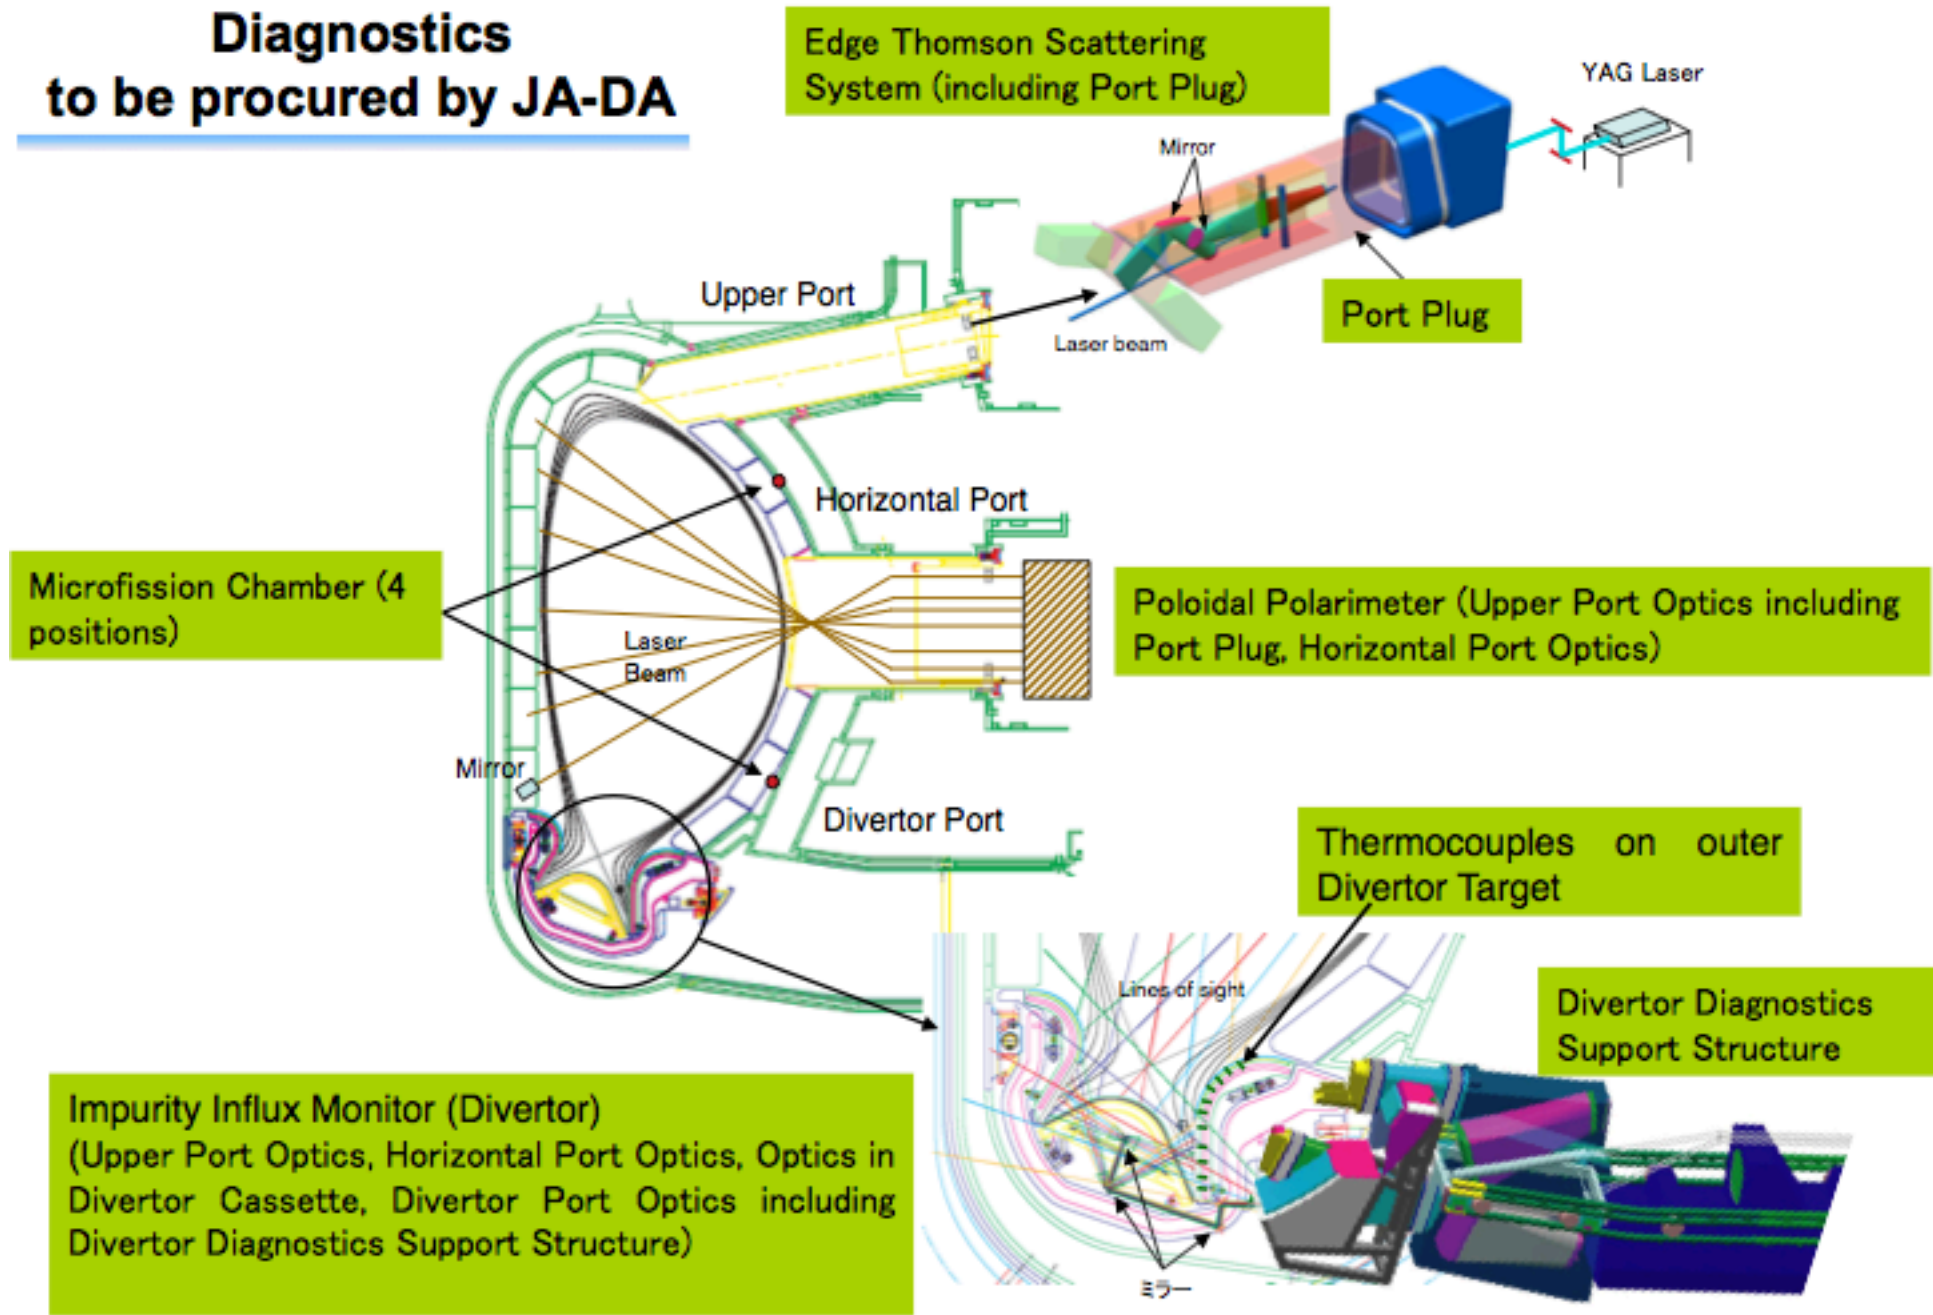 Diagnostics
to be procured by JA-DA
Edge Thomson Scattering
System (including Port Plug)
YAG Laser
Mirror
Upper Port
Port Plug
Laser beam
Horizontal Port
Microfission Chamber (4
positions)
Poloidal Polarimeter (Upper Port Optics including
Port Plug, Horizontal Port Optics)
Laser
Beam
Mirror
Divertor Port
Thermocouples on outer
Divertor Target
Lines of sight
Divertor Diagnostics
Support Structure
Impurity Influx Monitor (Divertor)
(Upper Port Optics, Horizontal Port Optics, Optics in
Divertor Cassette, Divertor Port Optics including
Divertor Diagnostics Support Structure)
ミラー